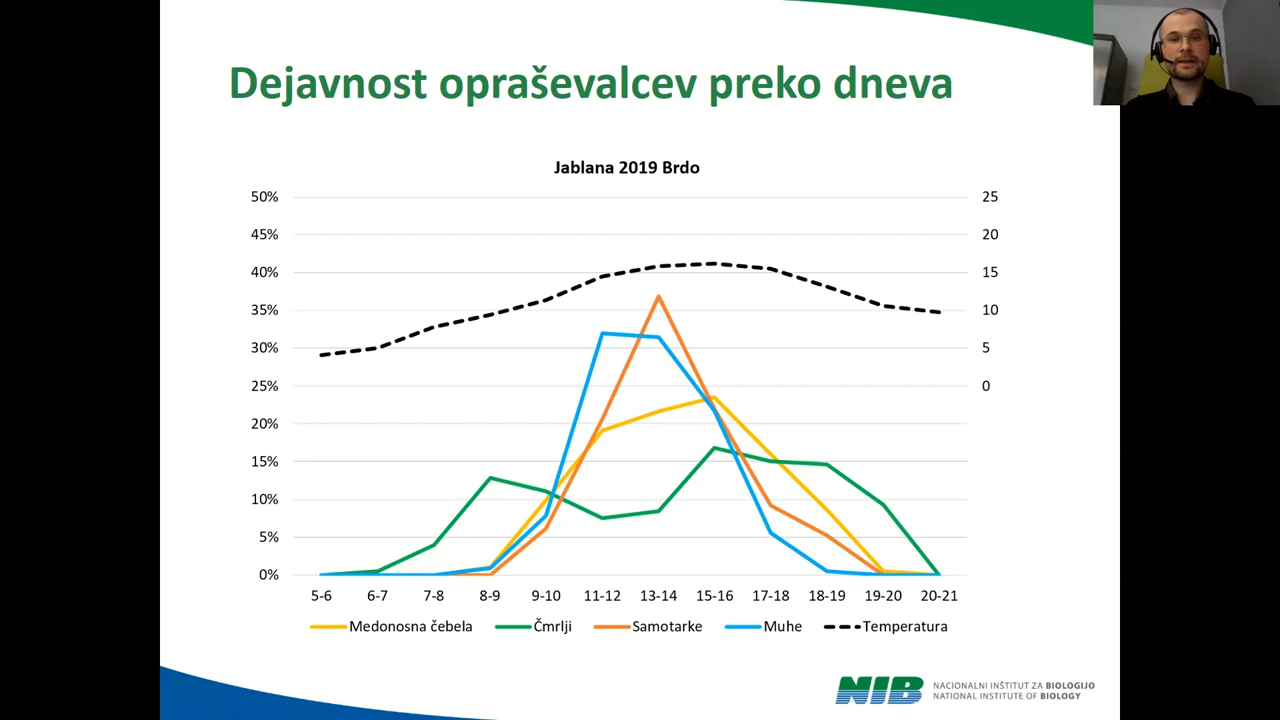 Dejavnost opraševalcev preko dneva
Jablana 2019 Brdo
50%
45%
40%
35%
30%
25%
20%
15%
10%
5%
0%
25
20
15
10
5
0
5-6 6-7 7-8 8-9 9-10 11-12 13-14 15-16 17-18 18-19 19-20 20-21
Medonosna čebela Čmrlji Samotarke Muhe Temperatura
NIB
NACIONALNI INŠTITUT ZA BIOLOGIJO
NATIONAL INSTITUTE OF BIOLOGY